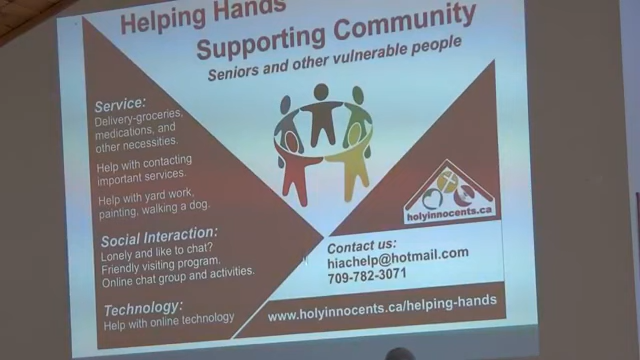 Helping Hands
Supporting Community
Seniors and other vulnerable people
Service:
Delivery-groceries,
medications, and
other necessities.
Help with contacting
important services.
Help with yard work,
painting, walking a dog.
Social Interaction:
Lonely and like to chat?
Friendly visiting program.
Online chat group and activities.
Technology:
Help with online technology
holyinnocents.ca
Contact us:
hiachelp@hotmail.com
709-782-3071
www.holyinnocents.ca/helping-hands